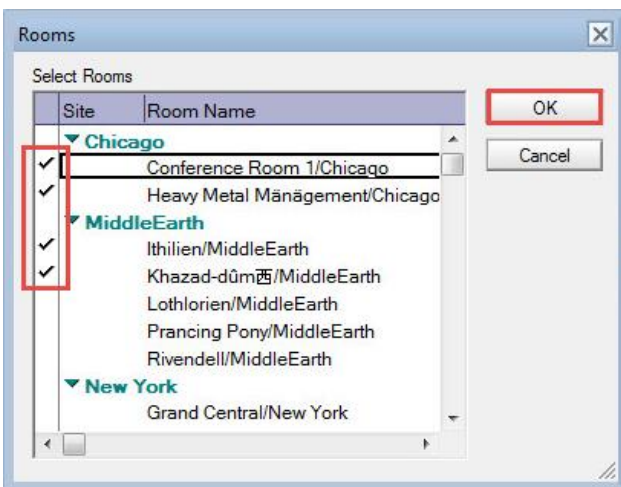 Rooms
Select Rooms
Site Room Name
Chicago
Conference Room 1/Chicago
Heavy Metal Mänägement/Chicago
MiddleEarth
Ithilien/MiddleEarth
Khazad-dûm西/MiddleEarth
Lothlorien/MiddleEarth
Prancing Pony/MiddleEarth
Rivendell/MiddleEarth
New York
Grand Central/New York
OK
Cancel